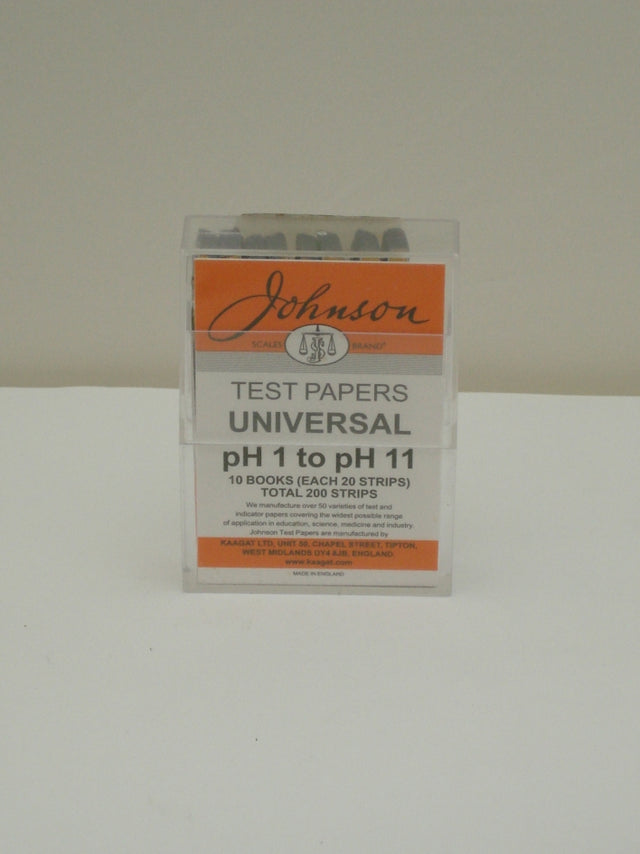 Johnson
SCALES BRAND®
TEST PAPERS
UNIVERSAL
pH 1 to pH 11
10 BOOKS (EACH 20 STRIPS)
TOTAL 200 STRIPS
We manufacture over 50 varieties of test and
indicator papers covering the widest possible range
of application in education, science, medicine and industry.
Johnson Test Papers are manufactured by
KAAGAT LTD, UNIT 50, CHAPEL STREET, TIPTON,
WEST MIDLANDS DY4 8JB, ENGLAND.
www.kaagat.com
MADE IN ENGLAND